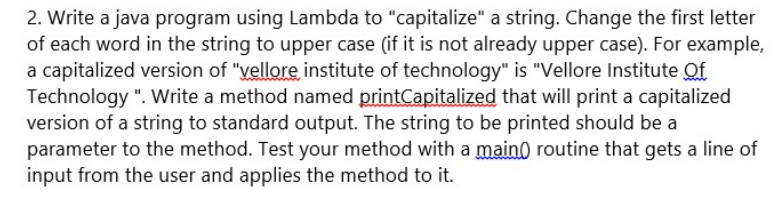 2. Write a java program using Lambda to "capitalize" a string. Change the first letter
of each word in the string to upper case (if it is not already upper case). For example,
a capitalized version of "vellore institute of technology" is "Vellore Institute Of
Technology ". Write a method named printCapitalized that will print a capitalized
version of a string to standard output. The string to be printed should be a
parameter to the method. Test your method with a main() routine that gets a line of
input from the user and applies the method to it.